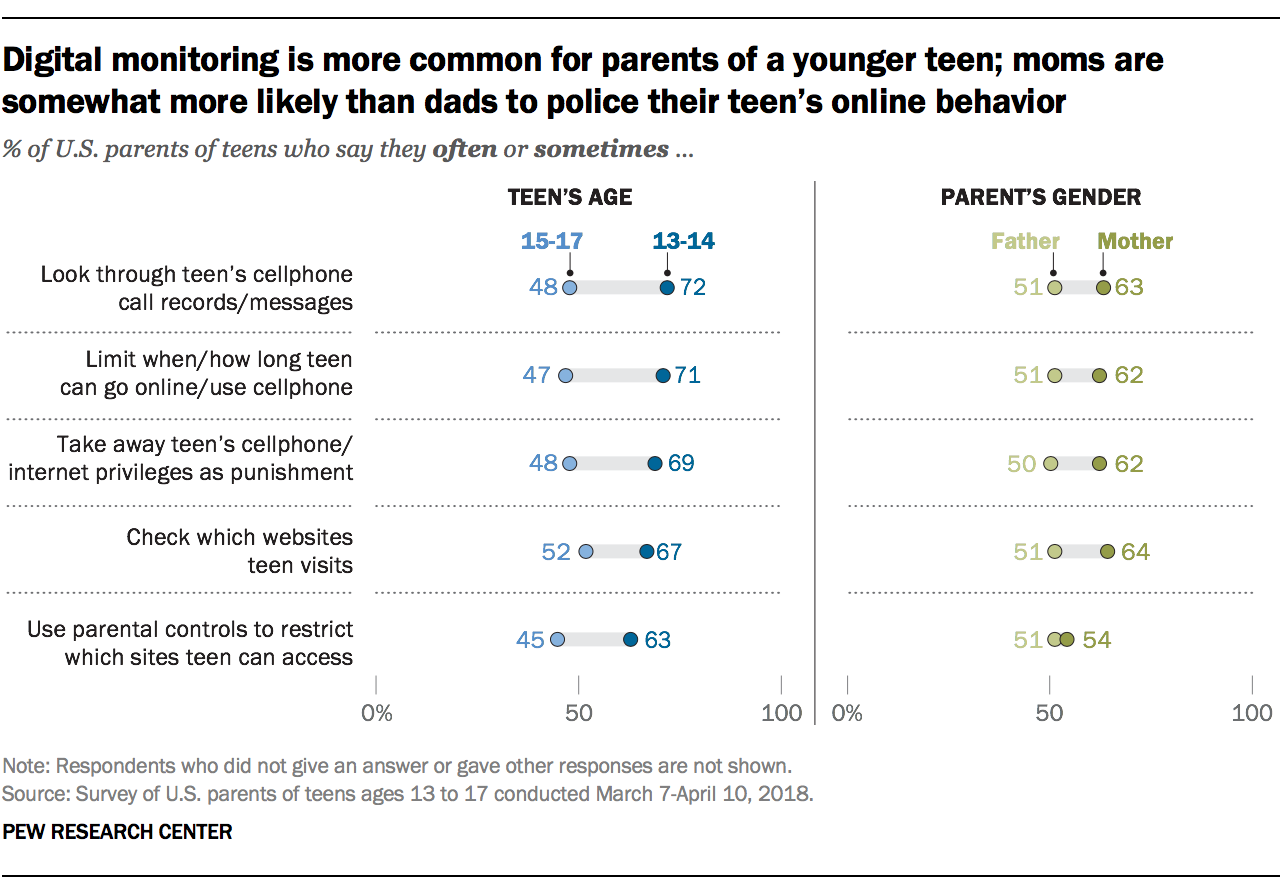 Digital monitoring is more common for parents of a younger teen; moms are
somewhat more likely than dads to police their teen’s online behavior
% of U.S. parents of teens who say they often or sometimes ...
TEEN’S AGE
PARENT’S GENDER
15-17 13-14
Father Mother
Look through teen’s cellphone
call records/messages
48 72
51 63
Limit when/how long teen
can go online/use cellphone
47 71
51 62
Take away teen’s cellphone/
internet privileges as punishment
48 69
50 62
Check which websites
teen visits
52 67
51 64
Use parental controls to restrict
which sites teen can access
45 63
51 54
0% 50 100
0% 50 100
Note: Respondents who did not give an answer or gave other responses are not shown.
Source: Survey of U.S. parents of teens ages 13 to 17 conducted March 7-April 10, 2018.
PEW RESEARCH CENTER